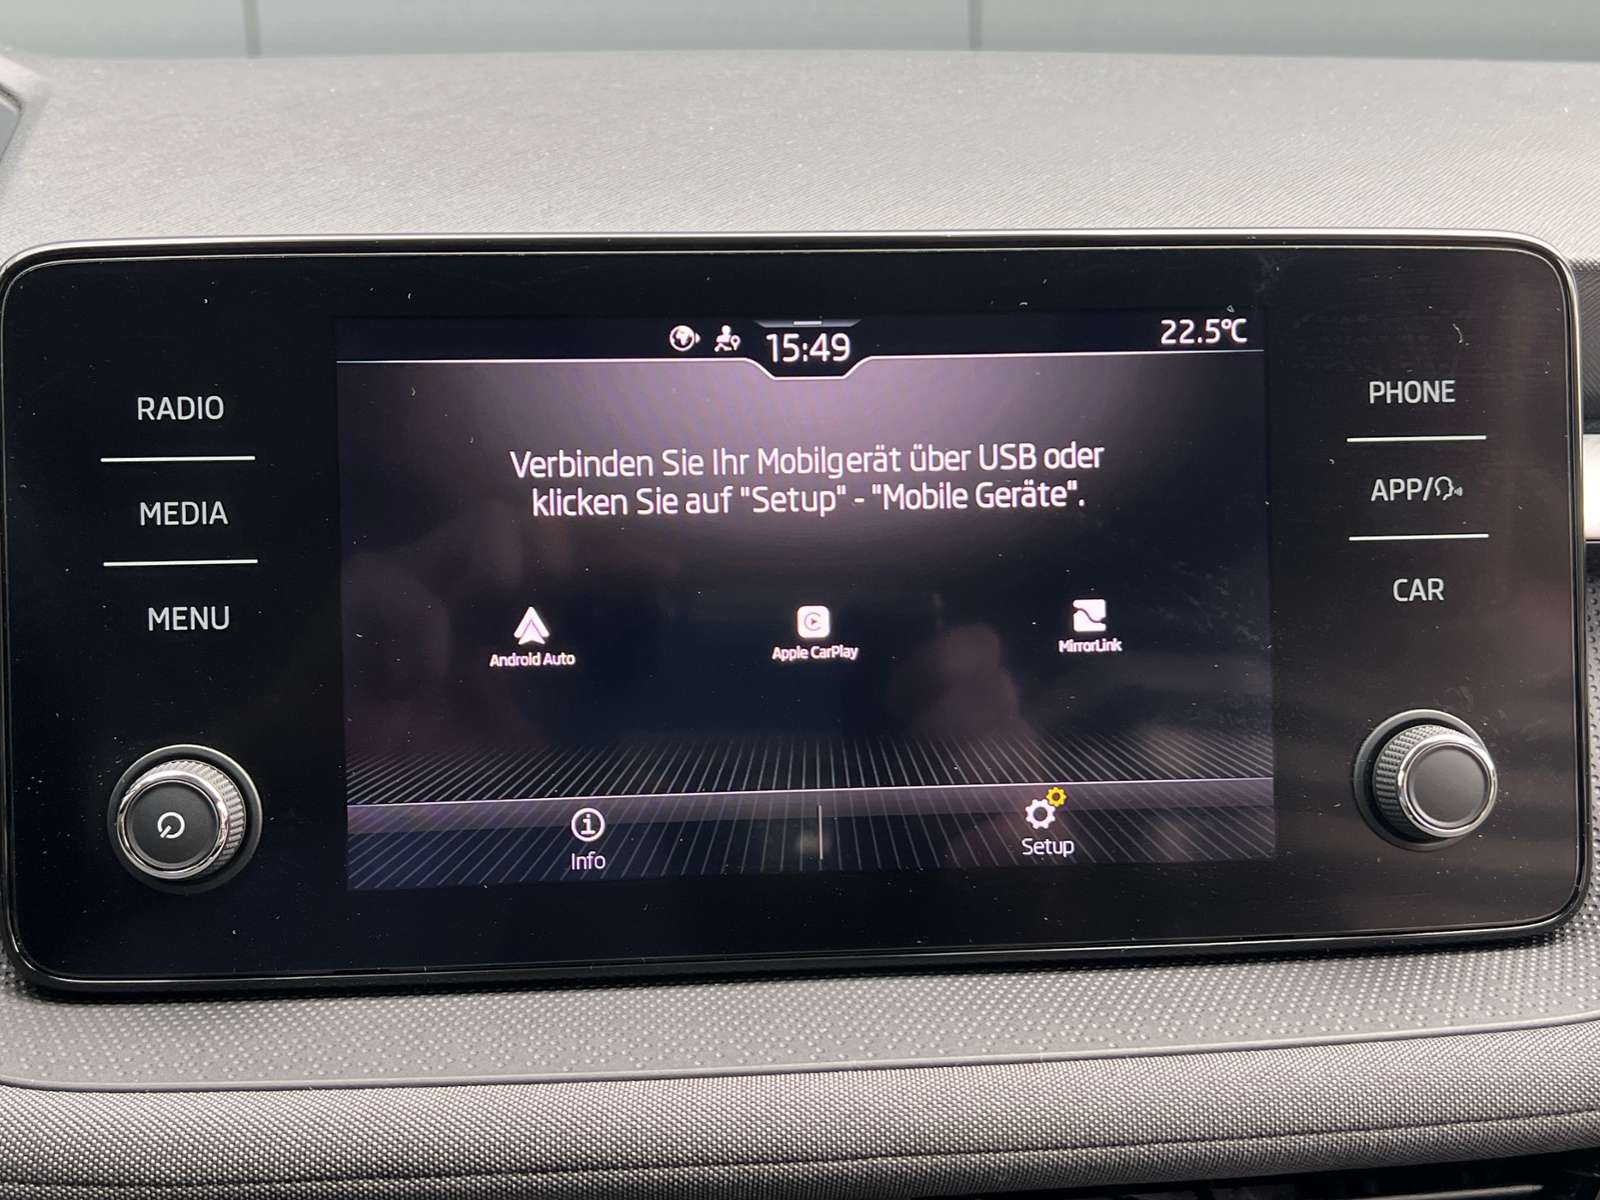 15:49
22.5°C
RADIO
MEDIA
MENU
Verbinden Sie Ihr Mobilgerät über USB oder
klicken Sie auf "Setup" - "Mobile Geräte".
Android Auto
Apple CarPlay
MirrorLink
Info
Setup
PHONE
APP/
CAR